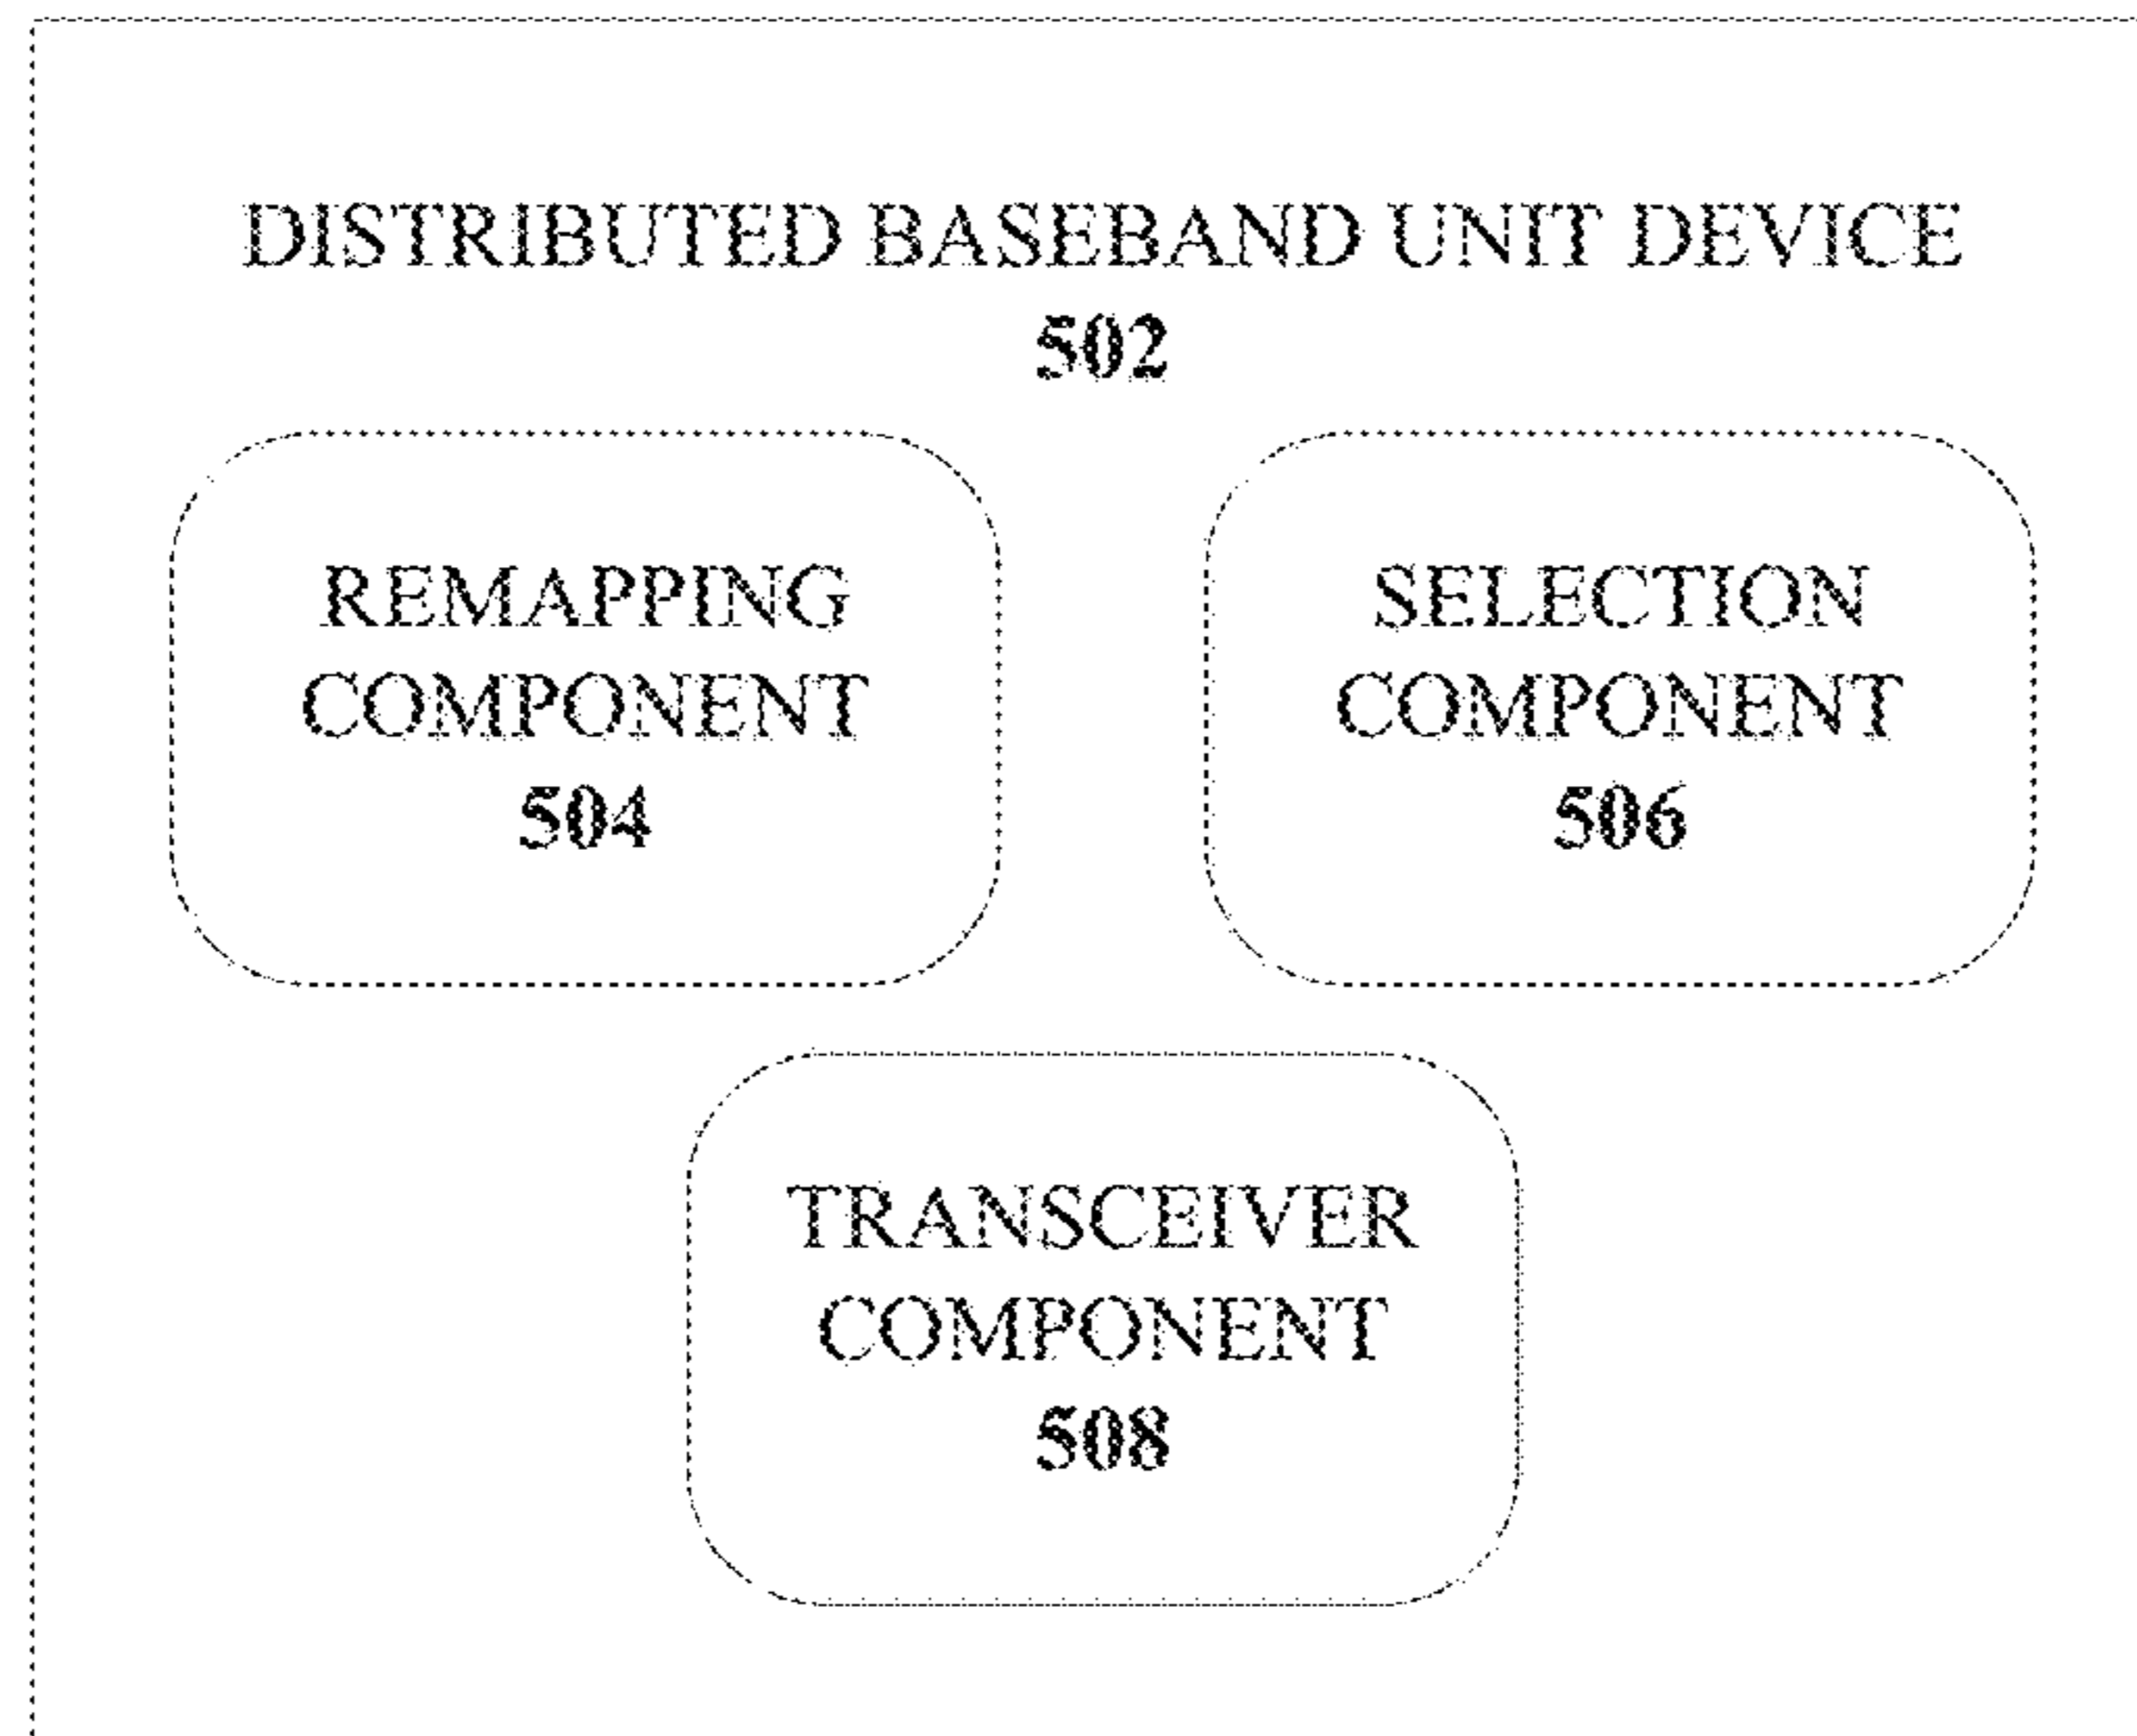 DISTRIBUTED BASEBAND UNIT DEVICE
502
REMAPPING
COMPONENT
504
SELECTION
COMPONENT
506
TRANSCEIVER
COMPONENT
508